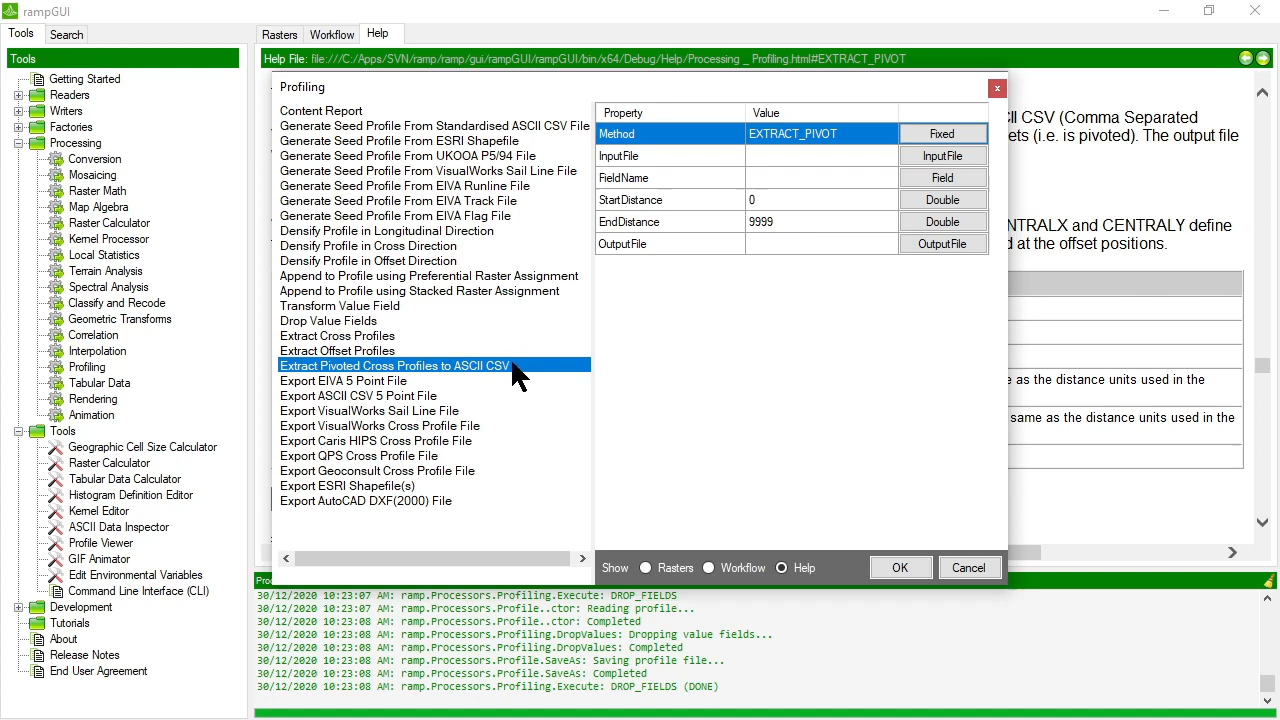 rampGUI
Tools
Search
Rasters
Workflow
Help
Tools
Help File: file:///C:/Apps/SVN/ramp/ramp/gui/rampGUI/rampGUI/bin/x64/Debug/Help/Processing _ Profiling.html#EXTRACT_PIVOT
Getting Started
Readers
Writers
Factories
Processing
Conversion
Mosaicing
Raster Math
Map Algebra
Raster Calculator
Kernel Processor
Local Statistics
Terrain Analysis
Spectral Analysis
Classify and Recode
Geometric Transforms
Correlation
Interpolation
Profiling
Tabular Data
Rendering
Animation
Tools
Geographic Cell Size Calculator
Raster Calculator
Tabular Data Calculator
Histogram Definition Editor
Kernel Editor
ASCII Data Inspector
Profile Viewer
GIF Animator
Edit Environmental Variables
Command Line Interface (CLI)
Development
Tutorials
About
Release Notes
End User Agreement
Profiling
x
Content Report
Generate Seed Profile From Standardised ASCII CSV File
Generate Seed Profile From ESRI Shapefile
Generate Seed Profile From UKOOA P5/94 File
Generate Seed Profile From VisualWorks Sail Line File
Generate Seed Profile From EIVA Runline File
Generate Seed Profile From EIVA Track File
Generate Seed Profile From EIVA Flag File
Densify Profile in Longitudinal Direction
Densify Profile in Cross Direction
Densify Profile in Offset Direction
Append to Profile using Preferential Raster Assignment
Append to Profile using Stacked Raster Assignment
Transform Value Field
Drop Value Fields
Extract Cross Profiles
Extract Offset Profiles
Extract Pivoted Cross Profiles to ASCII CSV
Export EIVA 5 Point File
Export ASCII CSV 5 Point File
Export VisualWorks Sail Line File
Export VisualWorks Cross Profile File
Export Caris HIPS Cross Profile File
Export QPS Cross Profile File
Export Geoconsult Cross Profile File
Export ESRI Shapefile(s)
Export AutoCAD DXF(2000) File
Property Value
Method EXTRACT_PIVOT Fixed
InputFile InputFile
FieldName Field
StartDistance 0 Double
EndDistance 9999 Double
OutputFile OutputFile
Show Rasters Workflow Help OK Cancel
II CSV (Comma Separated
ets (i.e. is pivoted). The output file
NTRALX and CENTRALY define
d at the offset positions.
e as the distance units used in the
same as the distance units used in the
Pro
30/12/2020 10:23:07 AM: ramp.Processors.Profiling.Execute: DROP_FIELDS
30/12/2020 10:23:07 AM: ramp.Processors.Profile..ctor: Reading profile...
30/12/2020 10:23:08 AM: ramp.Processors.Profile..ctor: Completed
30/12/2020 10:23:08 AM: ramp.Processors.Profiling.DropValues: Dropping value fields...
30/12/2020 10:23:08 AM: ramp.Processors.Profiling.DropValues: Completed
30/12/2020 10:23:08 AM: ramp.Processors.Profile.SaveAs: Saving profile file...
30/12/2020 10:23:08 AM: ramp.Processors.Profile.SaveAs: Completed
30/12/2020 10:23:08 AM: ramp.Processors.Profiling.Execute: DROP_FIELDS (DONE)